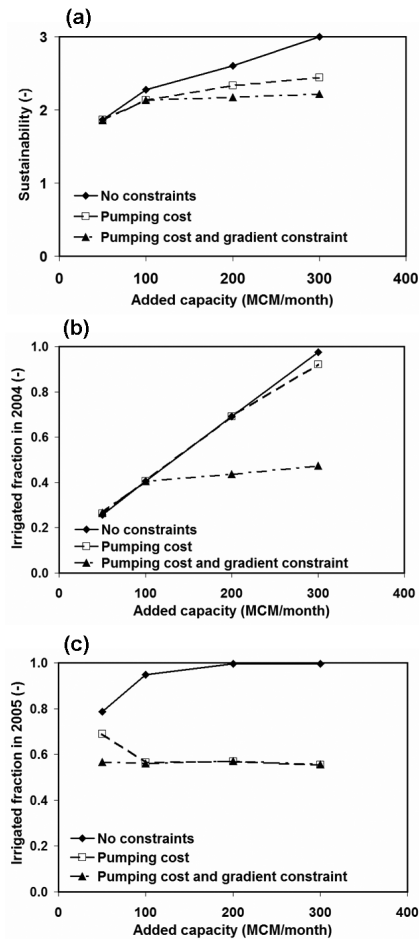 (a)
3
2
1
0
Sustainability (-)
No constraints
Pumping cost
Pumping cost and gradient constraint
0 100 200 300 400
Added capacity (MCM/month)
(b)
1.0
0.8
0.6
0.4
0.2
0.0
Irrigated fraction in 2004 (-)
No constraints
Pumping cost
Pumping cost and gradient constraint
0 100 200 300 400
Added capacity (MCM/month)
(c)
1.0
0.8
0.6
0.4
0.2
0.0
Irrigated fraction in 2005 (-)
No constraints
Pumping cost
Pumping cost and gradient constraint
0 100 200 300 400
Added capacity (MCM/month)